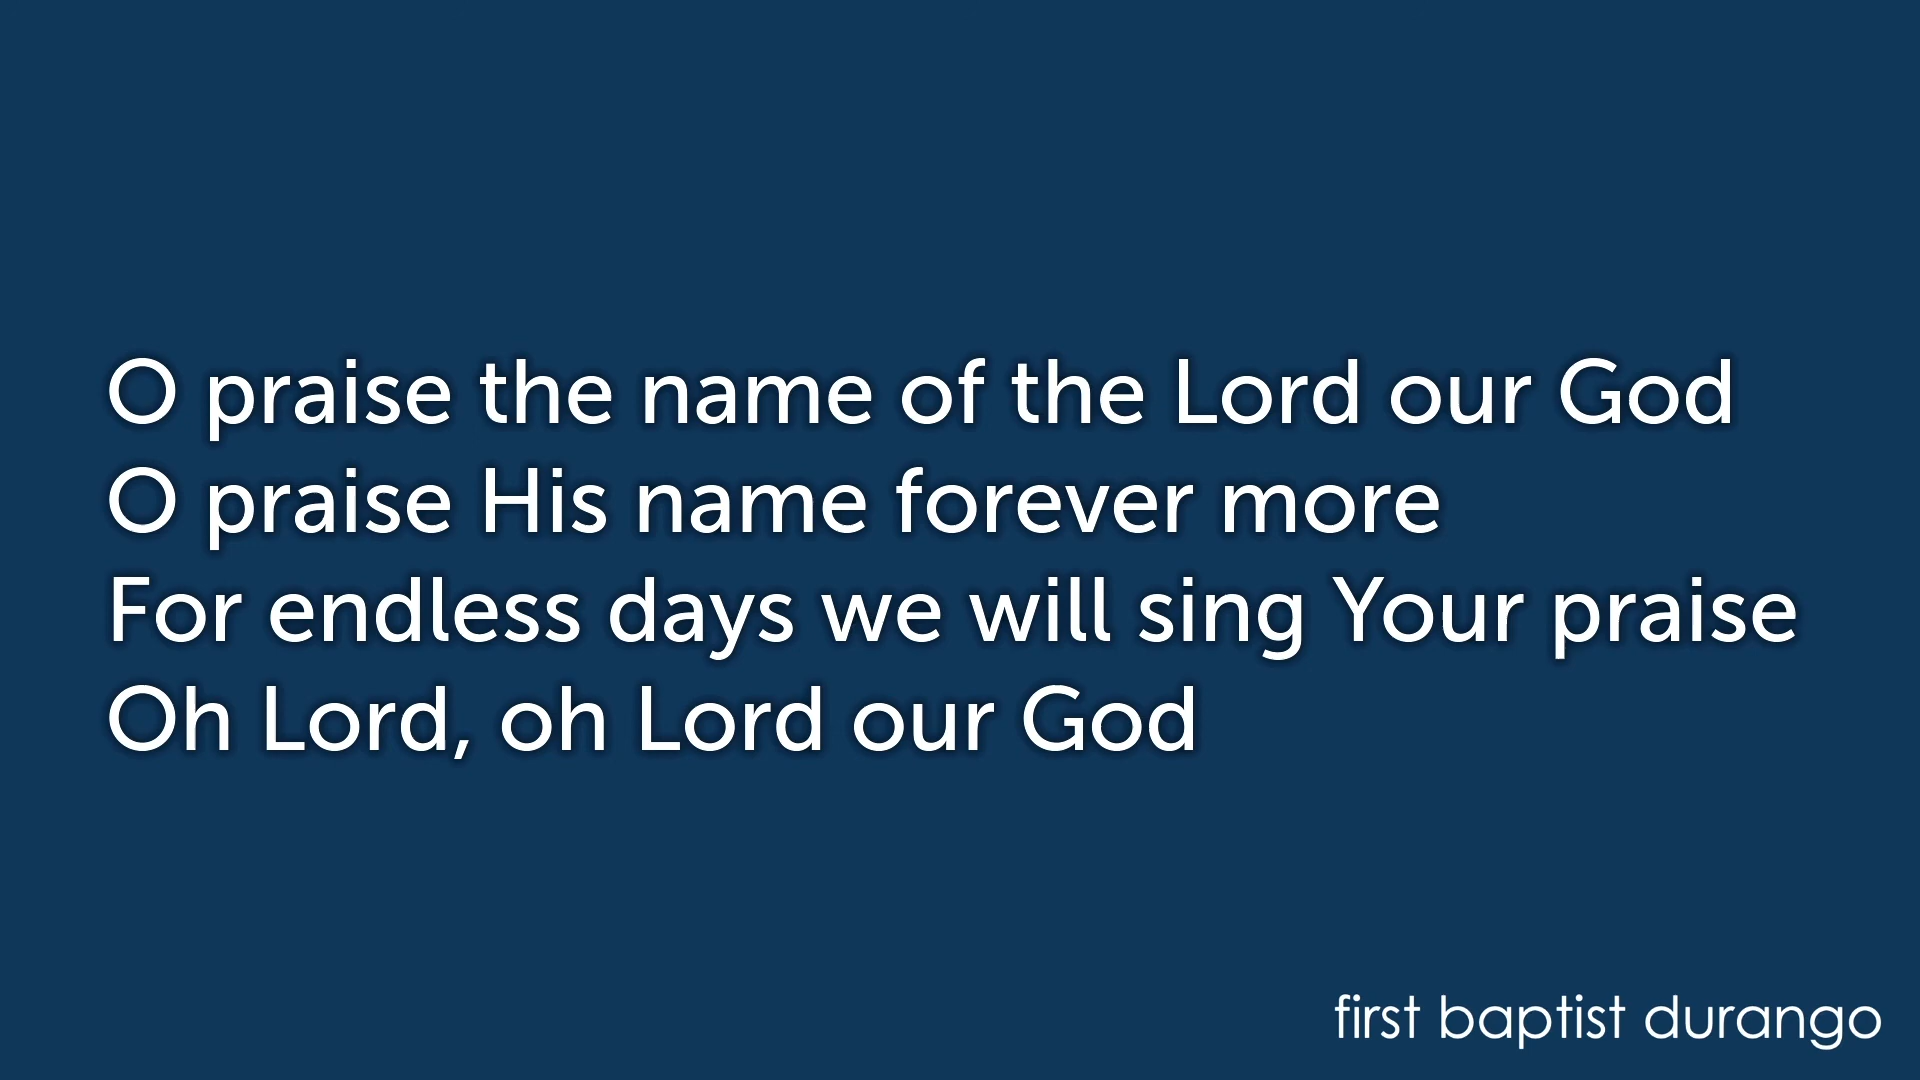 O praise the name of the Lord our God
O praise His name forever more
For endless days we will sing Your praise
Oh Lord, oh Lord our God
first baptist durango